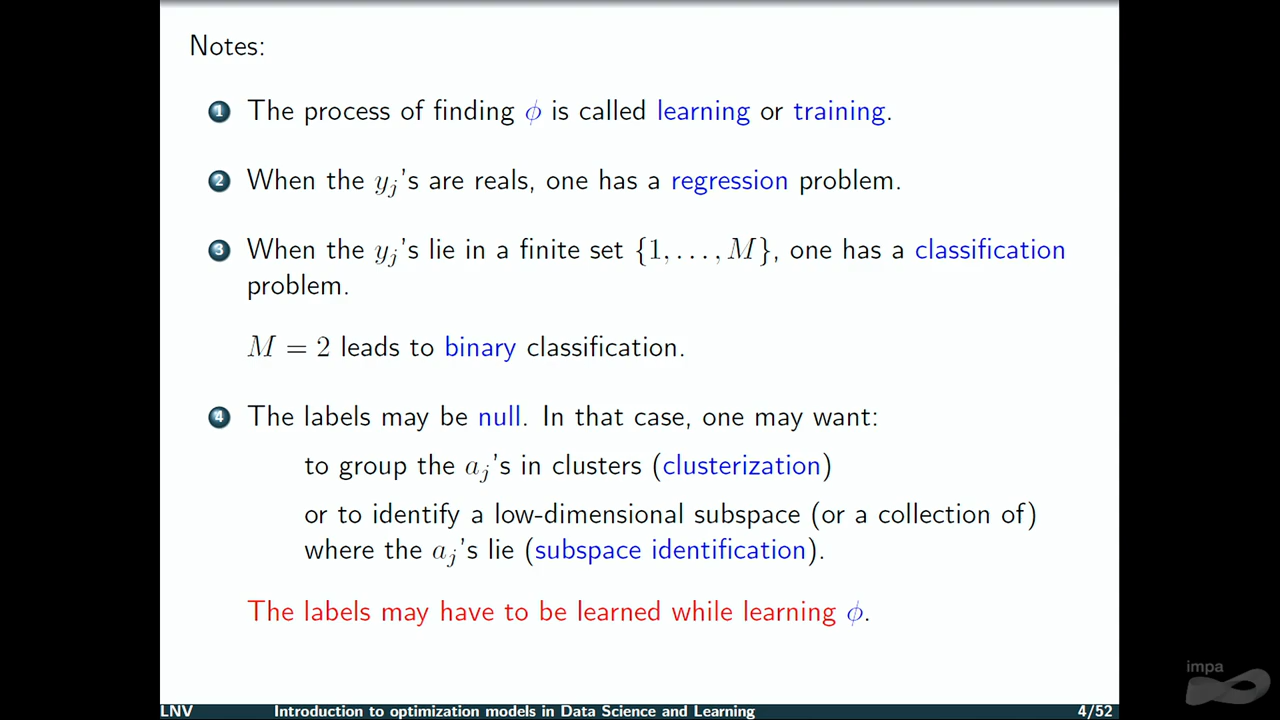 Notes:
1 The process of finding ϕ is called learning or training.
2 When the y_j's are reals, one has a regression problem.
3 When the y_j's lie in a finite set {1, . . . , M}, one has a classification
problem.
M = 2 leads to binary classification.
4 The labels may be null. In that case, one may want:
to group the a_j's in clusters (clusterization)
or to identify a low-dimensional subspace (or a collection of)
where the a_j's lie (subspace identification).
The labels may have to be learned while learning ϕ.
impa
LNV Introduction to optimization models in Data Science and Learning 4/52